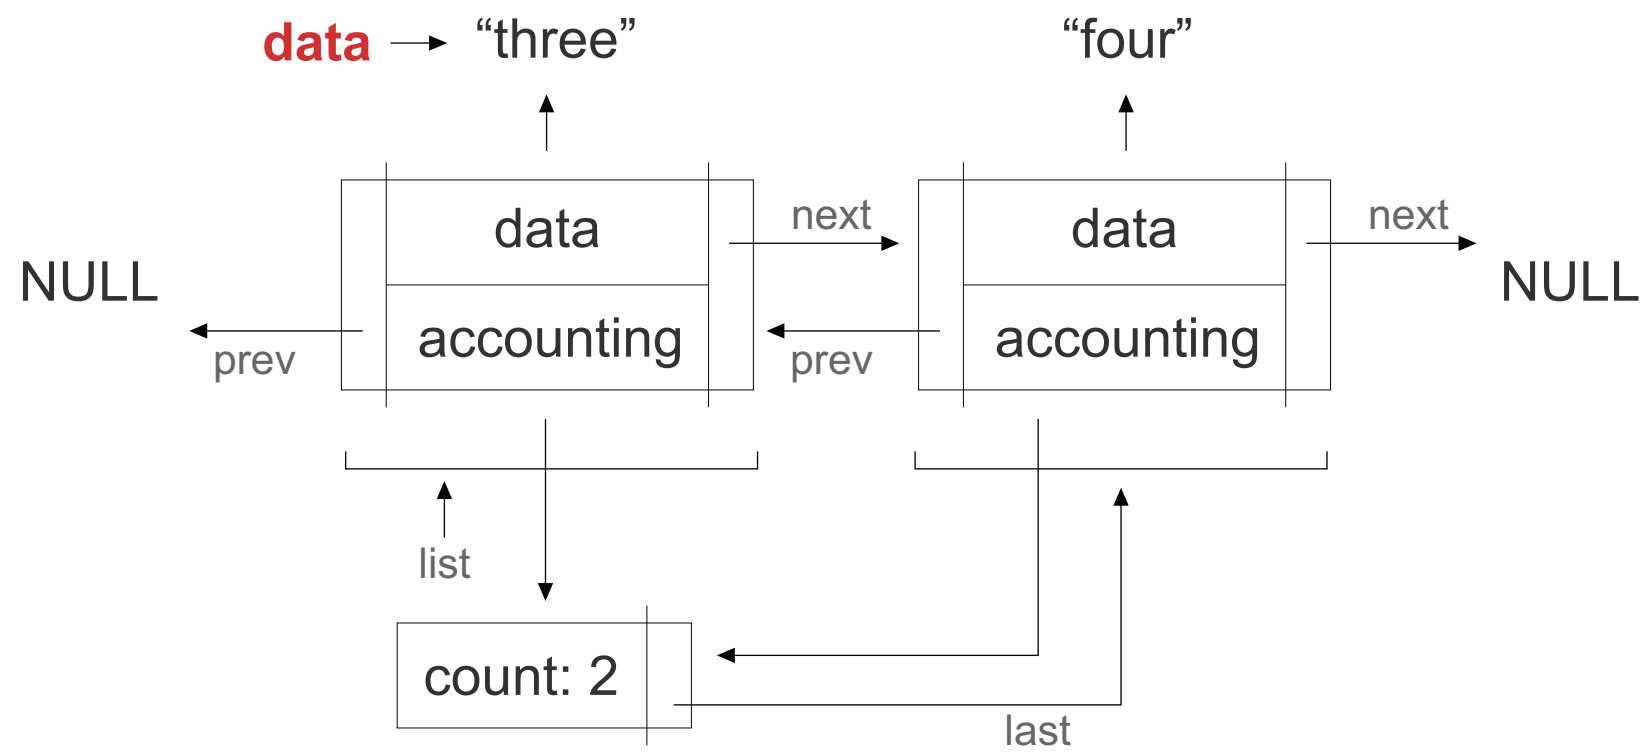 data “three” “four”
data next data next
NULL NULL
accounting accounting
prev prev
list
count: 2
last